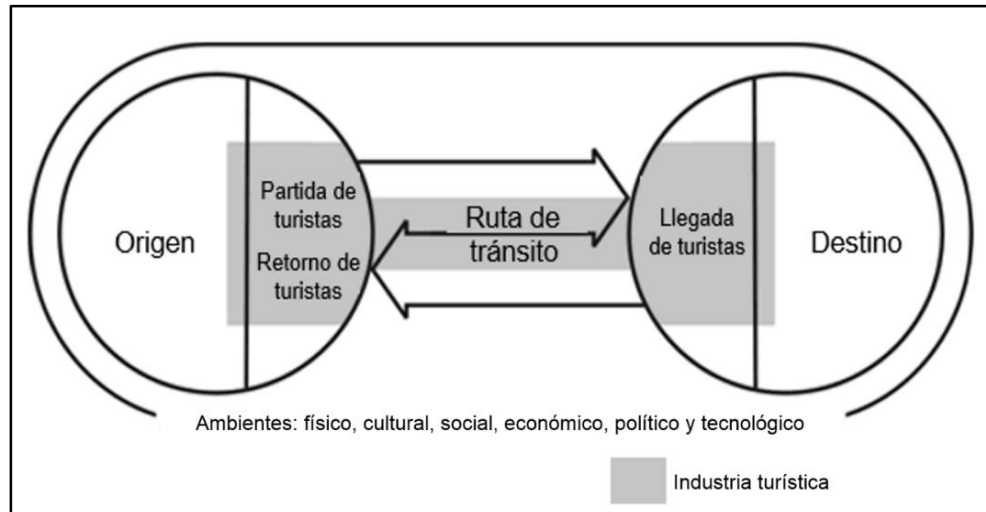 Origen
Partida de
turistas
Retorno de
turistas
Ruta de
tránsito
Llegada
de turistas
Destino
Ambientes: físico, cultural, social, económico, político y tecnológico
Industria turística